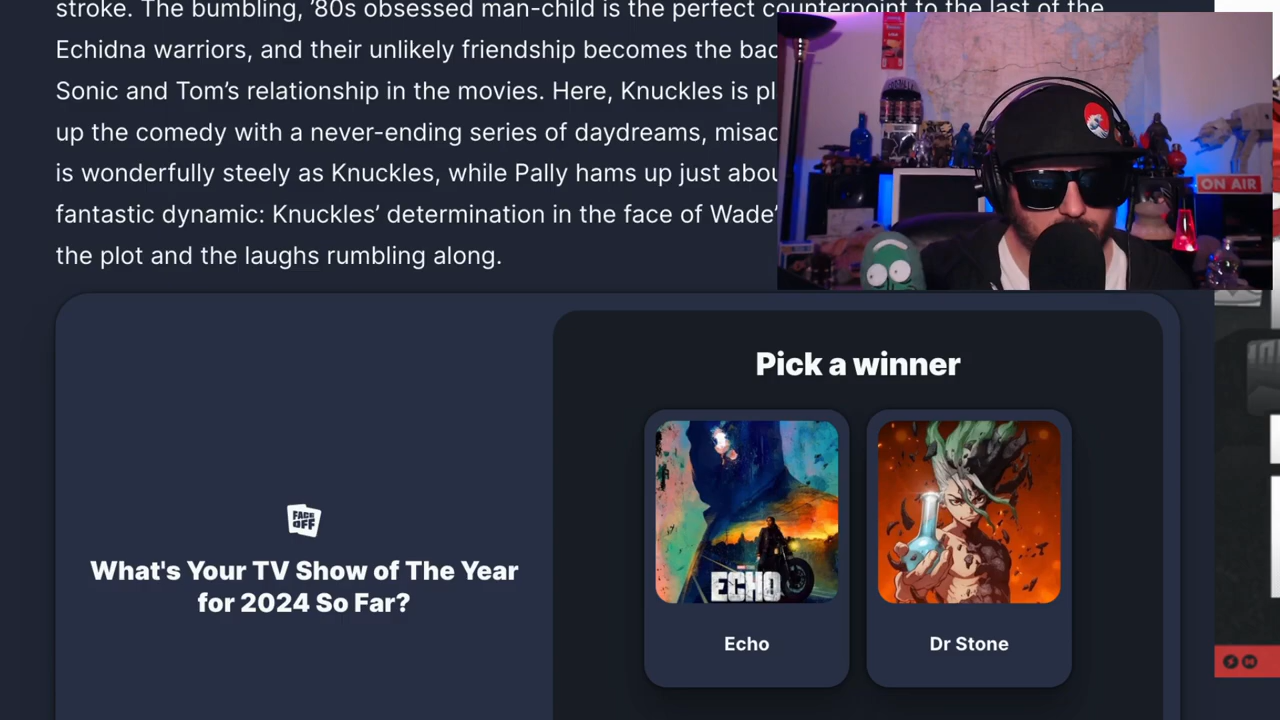 stroke. The bumbling, ’80s obsessed man-child is the perfect counterpoint to the last of the
Echidna warriors, and their unlikely friendship becomes the bac
Sonic and Tom’s relationship in the movies. Here, Knuckles is pl
up the comedy with a never-ending series of daydreams, misad
is wonderfully steely as Knuckles, while Pally hams up just abou
fantastic dynamic: Knuckles’ determination in the face of Wade’
the plot and the laughs rumbling along.
ON AIR
Pick a winner
FACE
OFF
What's Your TV Show of The Year
for 2024 So Far?
ECHO
Echo
Dr Stone